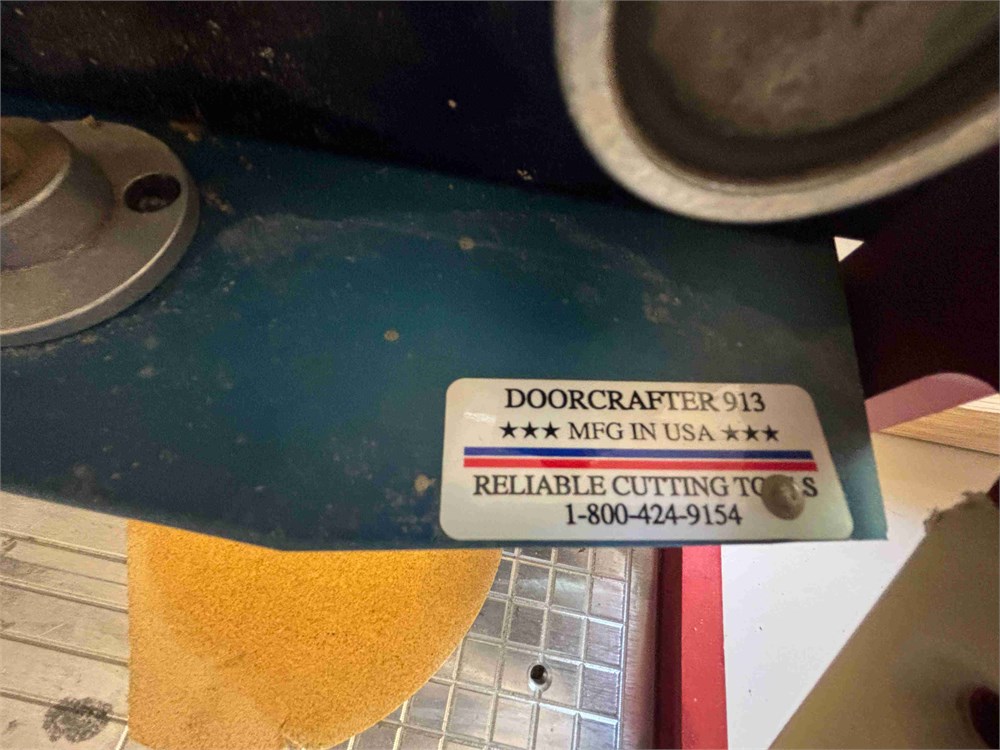 DOORCRAFTER 913
★★★ MFG IN USA ★★★
RELIABLE CUTTING
1-800-424-9154